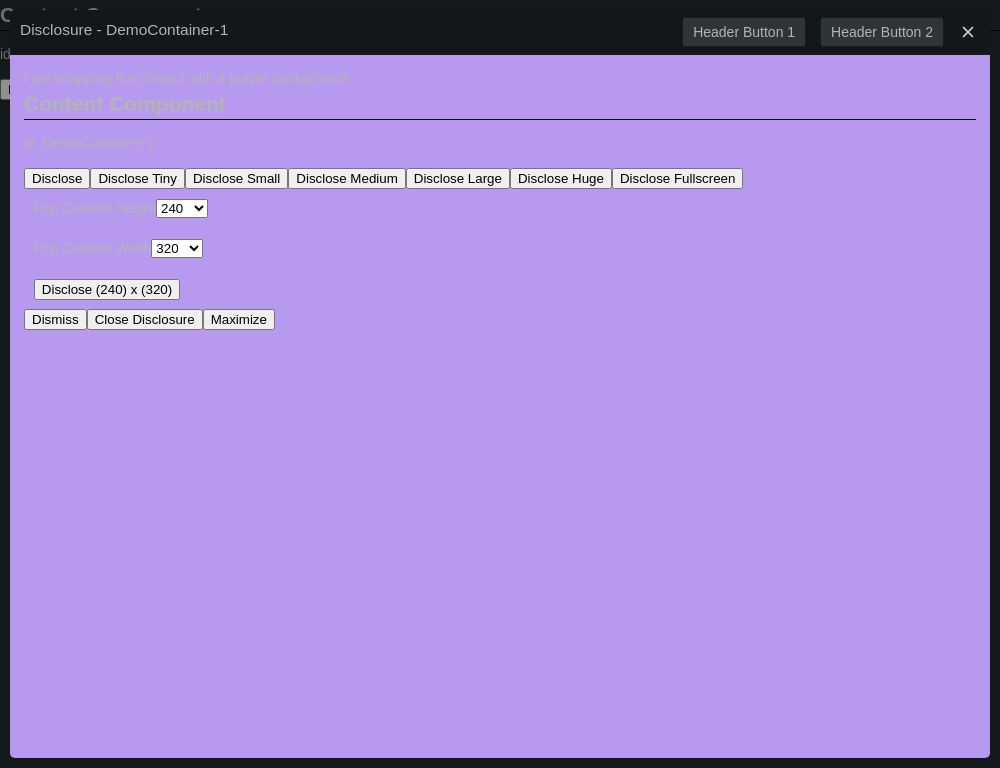 Disclosure - DemoContainer-1
Header Button 1 Header Button 2
I am wrapping the content with a purple background!
Content Component
id: DemoContainer-1
Disclose Disclose Tiny Disclose Small Disclose Medium Disclose Large Disclose Huge Disclose Fullscreen
Pop Content Height 240
Pop Content Width 320
Disclose (240) x (320)
Dismiss Close Disclosure Maximize
id